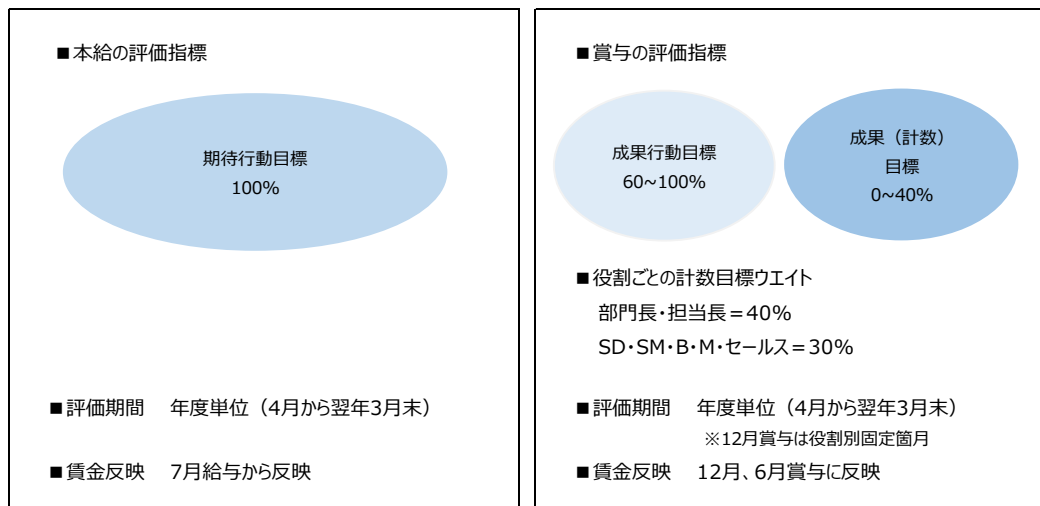 ■本給の評価指標
期待行動目標
100%
■評価期間　年度単位（4月から翌年3月末）
■賃金反映　7月給与から反映
■賞与の評価指標
成果行動目標
60~100%
成果（計数）
目標
0~40%
■役割ごとの計数目標ウエイト
部門長・担当長＝40%
SD・SM・B・M・セールス＝30%
■評価期間　年度単位（4月から翌年3月末）
※12月賞与は役割別固定箇月
■賃金反映　12月、6月賞与に反映